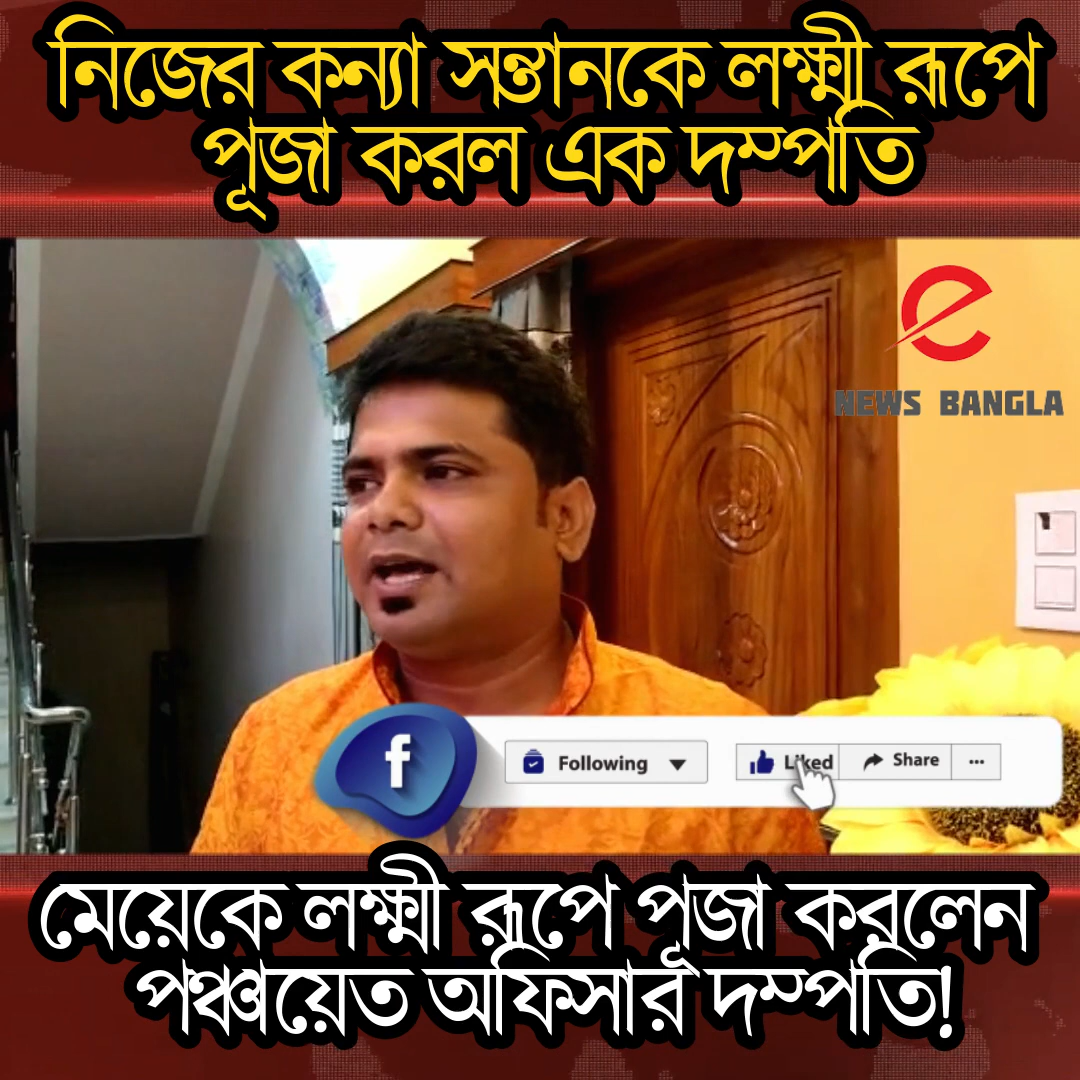 নিজের কন্যা সন্তানকে লক্ষ্মী রূপে
পূজা করল এক দম্পতি
e
NEWS BANGLA
f
Following
Liked
Share
...
মেয়েকে লক্ষ্মী রূপে পূজা করলেন
পঞ্চায়েত অফিসার দম্পতি!